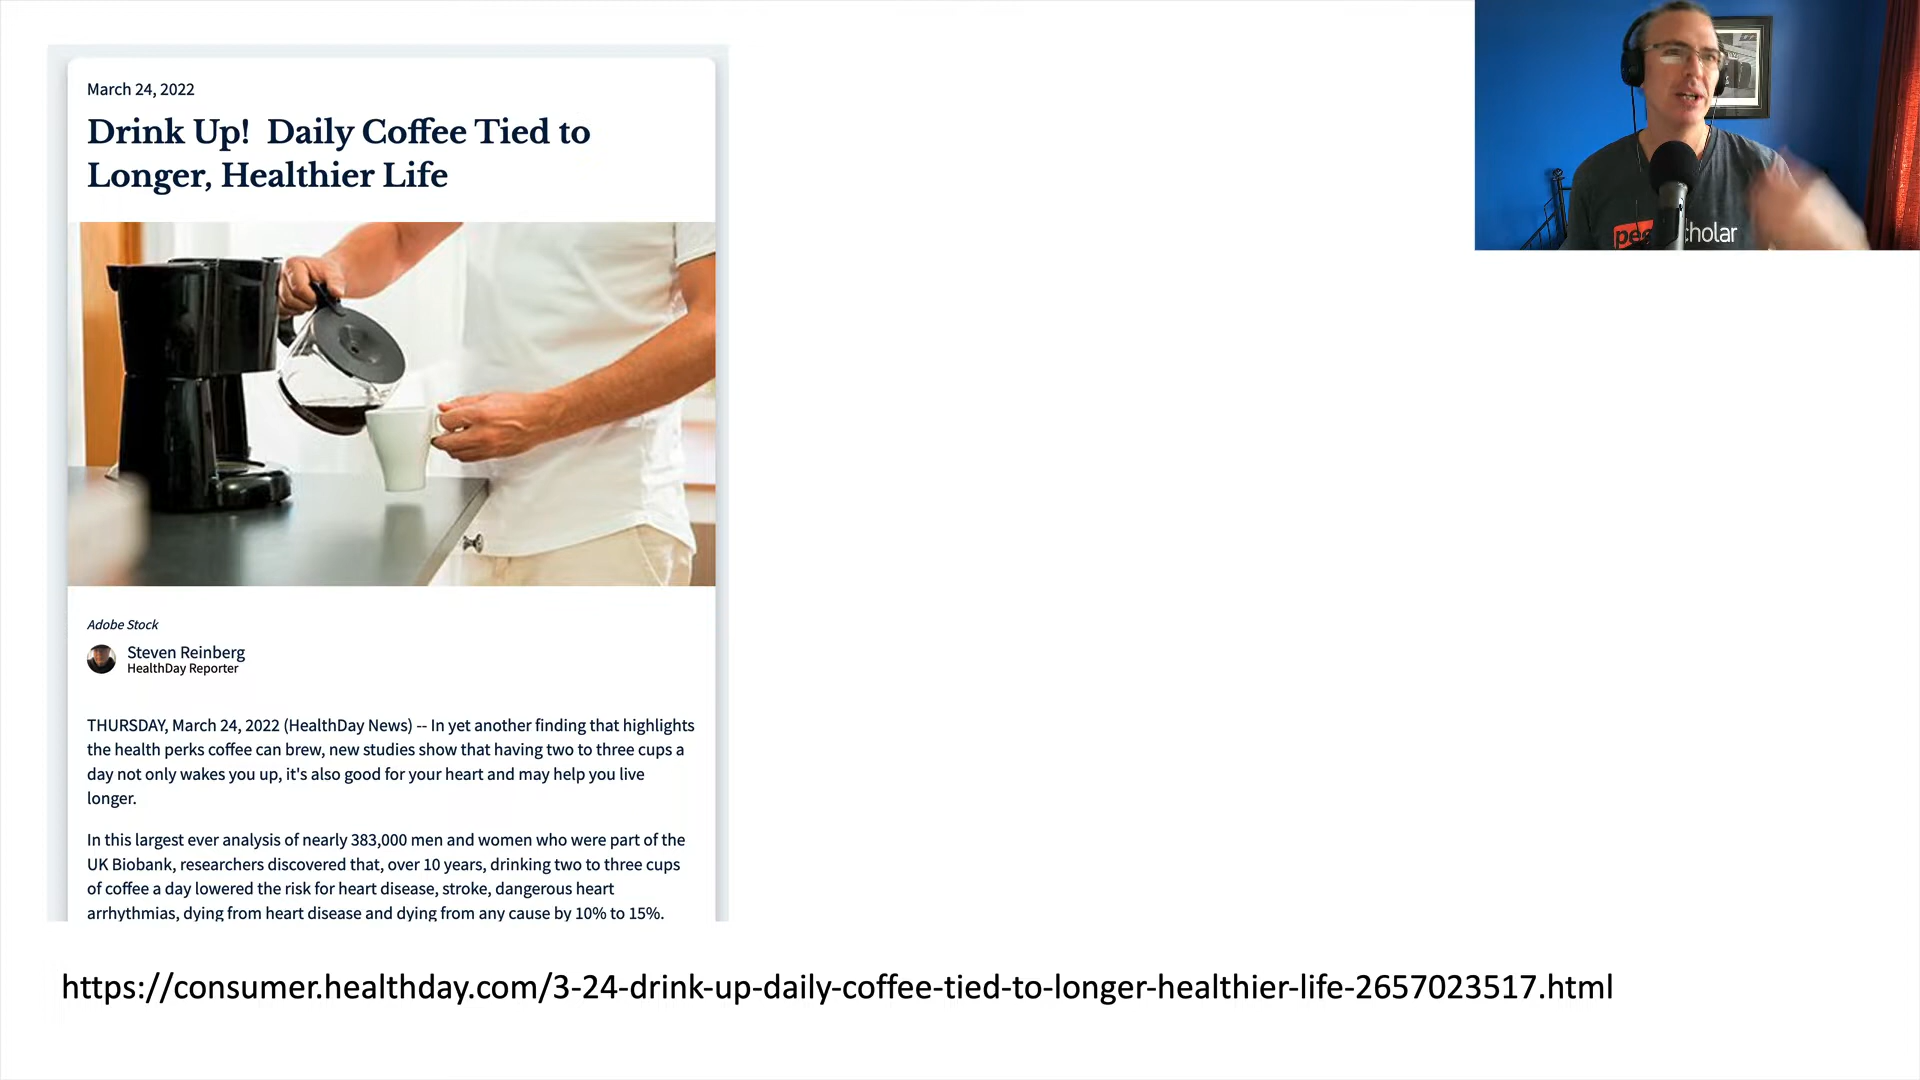 March 24, 2022
Drink Up! Daily Coffee Tied to
Longer, Healthier Life
Adobe Stock
Steven Reinberg
HealthDay Reporter
THURSDAY, March 24, 2022 (HealthDay News) -- In yet another finding that highlights
the health perks coffee can brew, new studies show that having two to three cups a
day not only wakes you up, it's also good for your heart and may help you live
longer.
In this largest ever analysis of nearly 383,000 men and women who were part of the
UK Biobank, researchers discovered that, over 10 years, drinking two to three cups
of coffee a day lowered the risk for heart disease, stroke, dangerous heart
arrhythmias, dying from heart disease and dying from any cause by 10% to 15%.
https://consumer.healthday.com/3-24-drink-up-daily-coffee-tied-to-longer-healthier-life-2657023517.html